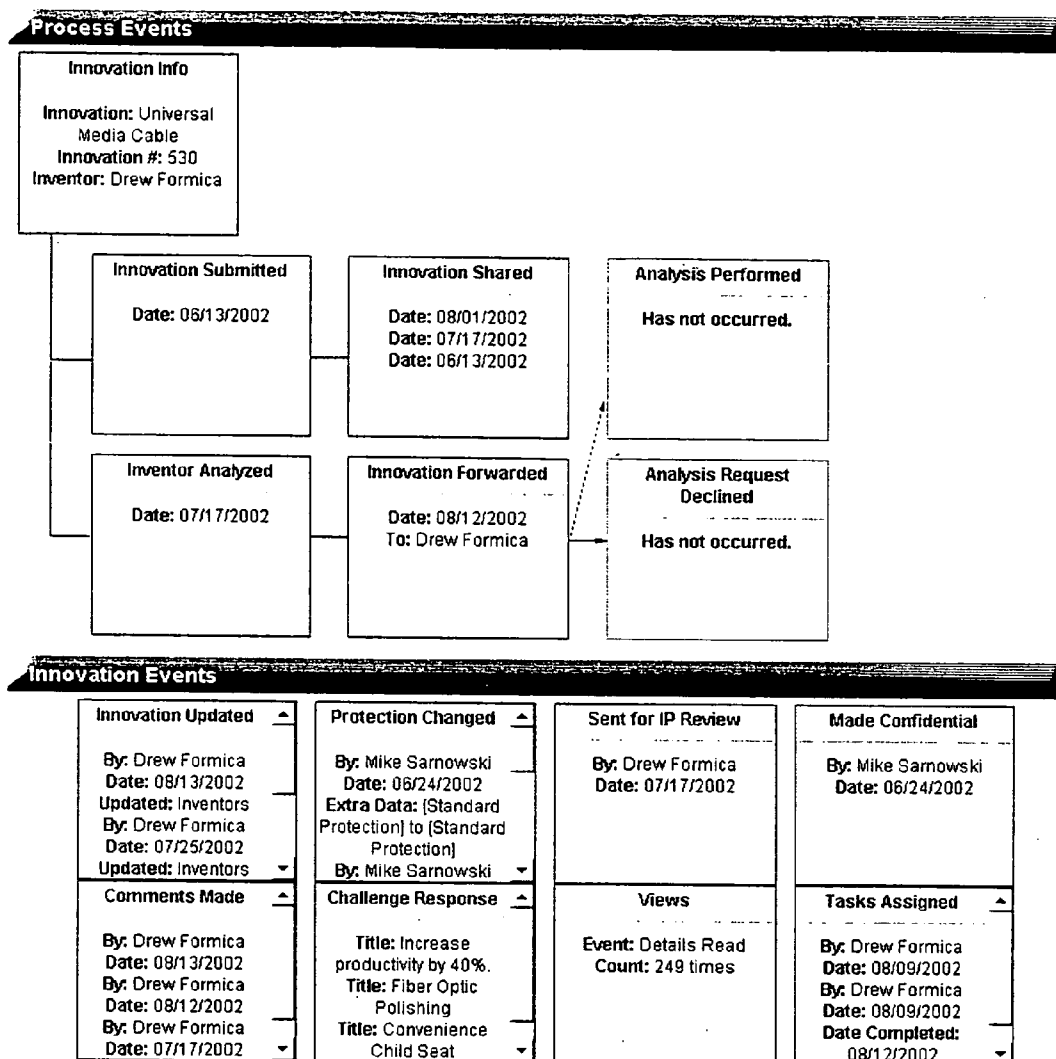 Process Events
Innovation Info
Innovation: Universal
Media Cable
Innovation #: 530
Inventor: Drew Formica
Innovation Submitted
Date: 06/13/2002
Innovation Shared
Date: 08/01/2002
Date: 07/17/2002
Date: 06/13/2002
Analysis Performed
Has not occurred.
Inventor Analyzed
Date: 07/17/2002
Innovation Forwarded
Date: 08/12/2002
To: Drew Formica
Analysis Request
Declined
Has not occurred.
Innovation Events
Innovation Updated
By: Drew Formica
Date: 08/13/2002
Updated: Inventors
By: Drew Formica
Date: 07/25/2002
Updated: Inventors
Protection Changed
By: Mike Sarnowski
Date: 06/24/2002
Extra Data: [Standard
Protection] to [Standard
Protection]
By: Mike Sarnowski
Sent for IP Review
By: Drew Formica
Date: 07/17/2002
Made Confidential
By: Mike Sarnowski
Date: 06/24/2002
Comments Made
By: Drew Formica
Date: 08/13/2002
By: Drew Formica
Date: 08/12/2002
By: Drew Formica
Date: 07/17/2002
Challenge Response
Title: Increase
productivity by 40%.
Title: Fiber Optic
Polishing
Title: Convenience
Child Seat
Views
Event: Details Read
Count: 249 times
Tasks Assigned
By: Drew Formica
Date: 08/09/2002
By: Drew Formica
Date: 08/09/2002
Date Completed:
08/12/2002